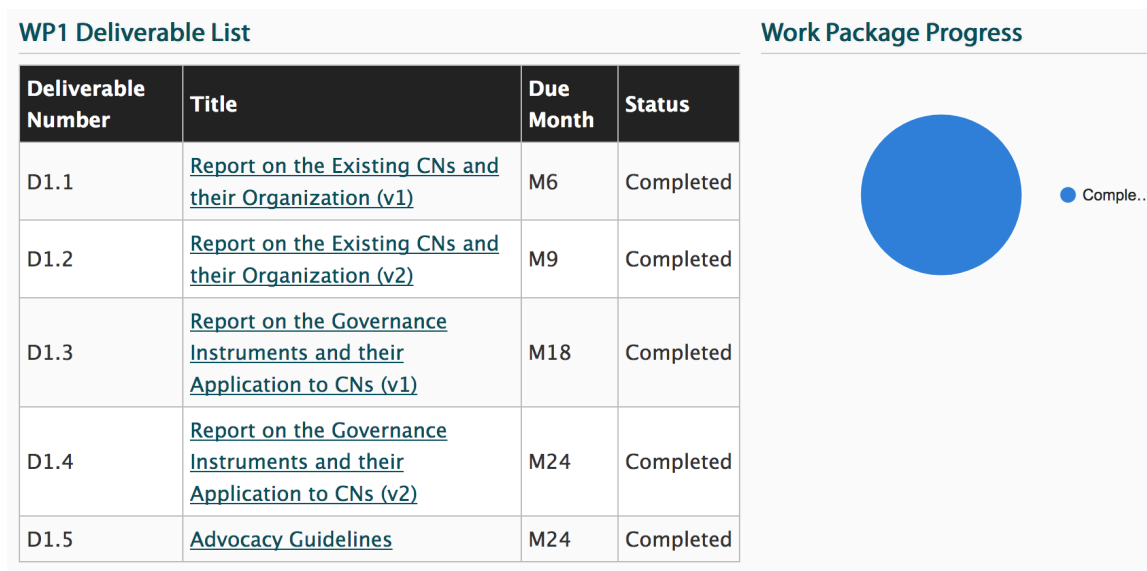 WP1 Deliverable List
Work Package Progress
Deliverable Number
Title
Due Month
Status
D1.1
Report on the Existing CNs and
their Organization (v1)
M6
Completed
D1.2
Report on the Existing CNs and
their Organization (v2)
M9
Completed
D1.3
Report on the Governance
Instruments and their
Application to CNs (v1)
M18
Completed
D1.4
Report on the Governance
Instruments and their
Application to CNs (v2)
M24
Completed
D1.5
Advocacy Guidelines
M24
Completed
Comple...